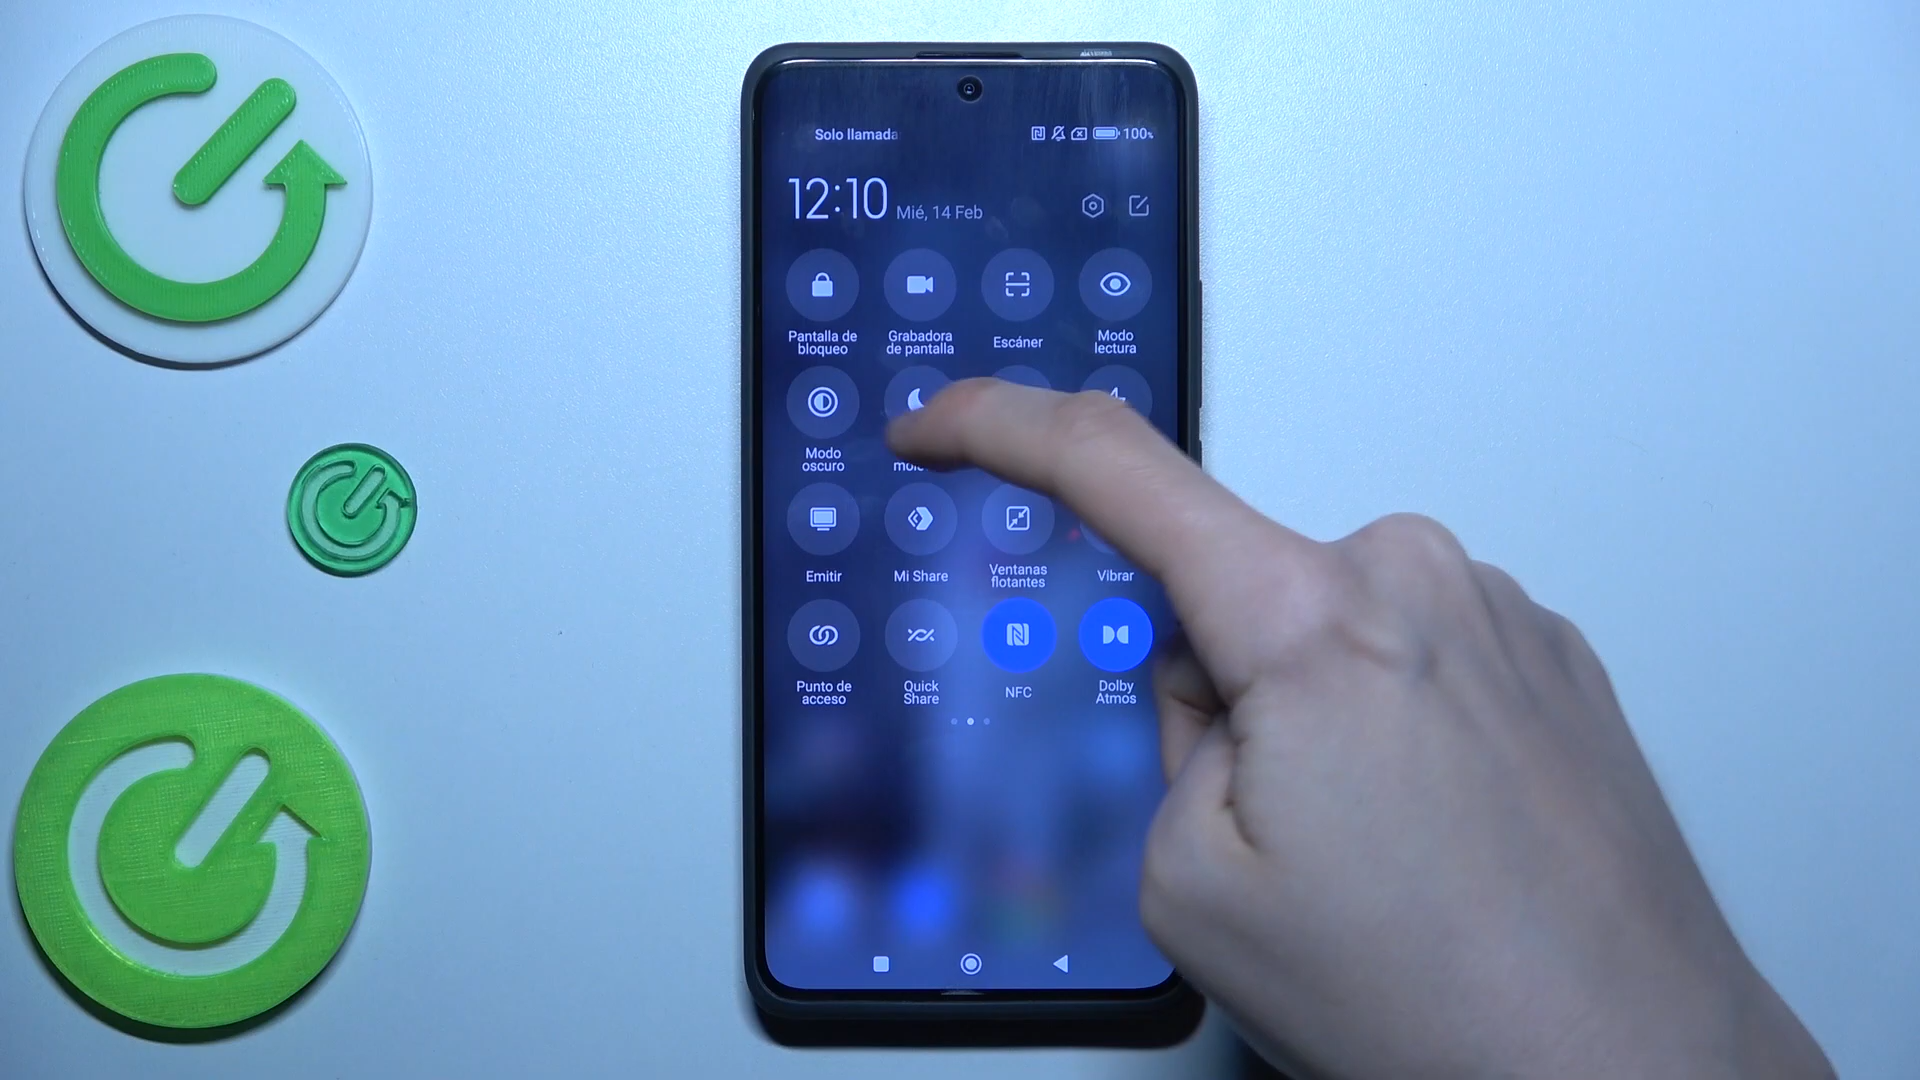 Solo llamada
100%
12:10 Mié, 14 Feb
Pantalla de
bloqueo
Grabadora
de pantalla
Escáner
Modo
lectura
Modo
oscuro
Emitir
Mi Share
Ventanas
flotantes
Vibrar
Punto de
acceso
Quick
Share
NFC
Dolby
Atmos